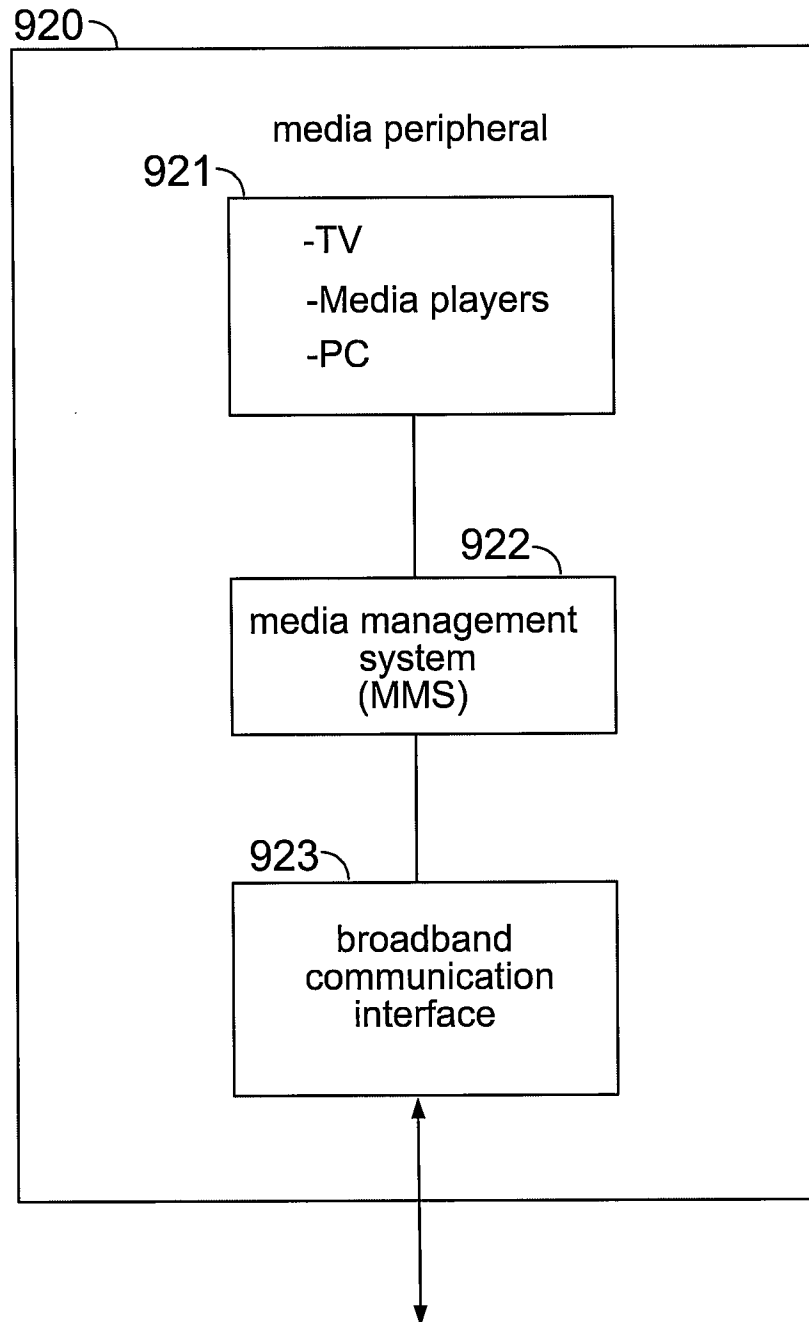 920
media peripheral
921
-TV
-Media players
-PC
922
media management
system
(MMS)
923
broadband
communication
interface